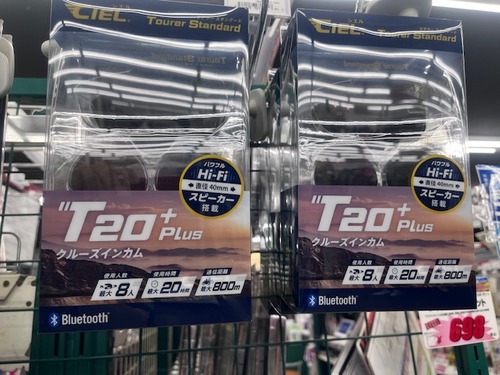 シエル
CIEL
Tourer Standard
パワフル
Hi-Fi
直径40mm
スピーカー
搭載
T20+ Plus
クルーズインカム
使用人数
最大8人
使用時間
最大20時間
通信距離
最大800m
Bluetooth
シエル
CIEL
Tourer Standard
パワフル
Hi-Fi
直径40mm
スピーカー
搭載
T20+ Plus
クルーズインカム
使用人数
最大8人
使用時間
最大20時間
通信距離
最大800m
Bluetooth
698